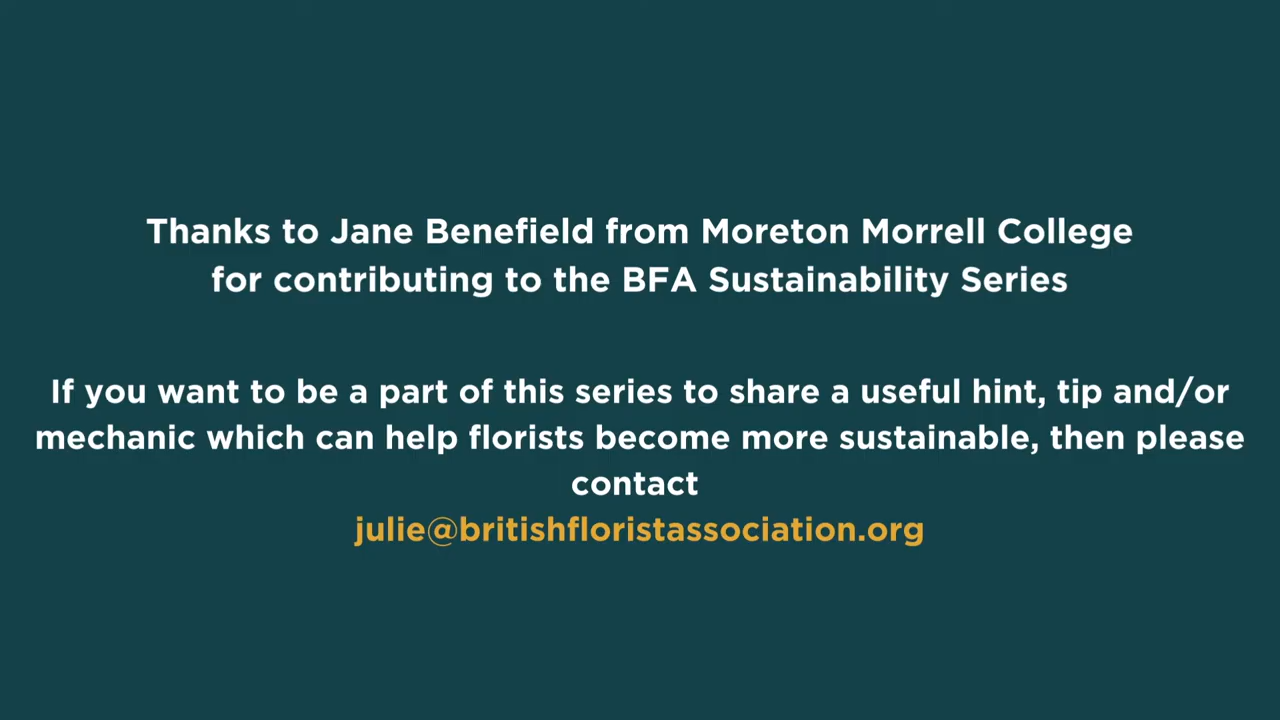 Thanks to Jane Benefield from Moreton Morrell College
for contributing to the BFA Sustainability Series
If you want to be a part of this series to share a useful hint, tip and/or
mechanic which can help florists become more sustainable, then please
contact
julie@britishfloristassociation.org